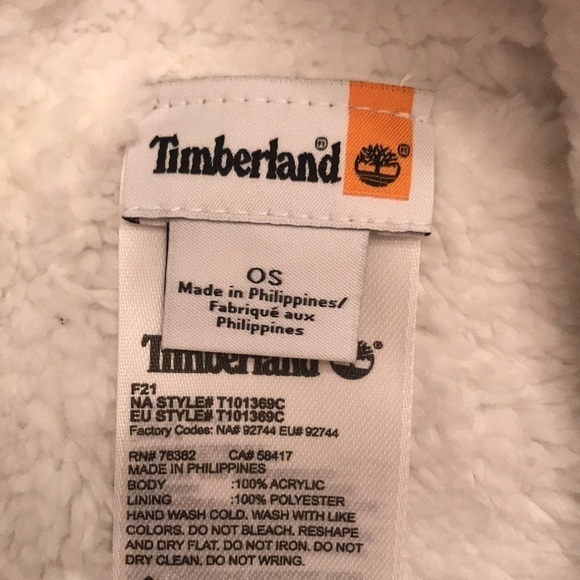 Timberland®
®
OS
Made in Philippines/
Fabriqué aux
Philippines
Timberland ®
F21
NA STYLE# T101369C
EU STYLE# T101369C
Factory Codes: NA# 92744 EU# 92744
RN# 76382 CA# 58417
MADE IN PHILIPPINES
BODY :100% ACRYLIC
LINING :100% POLYESTER
HAND WASH COLD. WASH WITH LIKE
COLORS. DO NOT BLEACH. RESHAPE
AND DRY FLAT. DO NOT IRON. DO NOT
DRY CLEAN. DO NOT WRING.